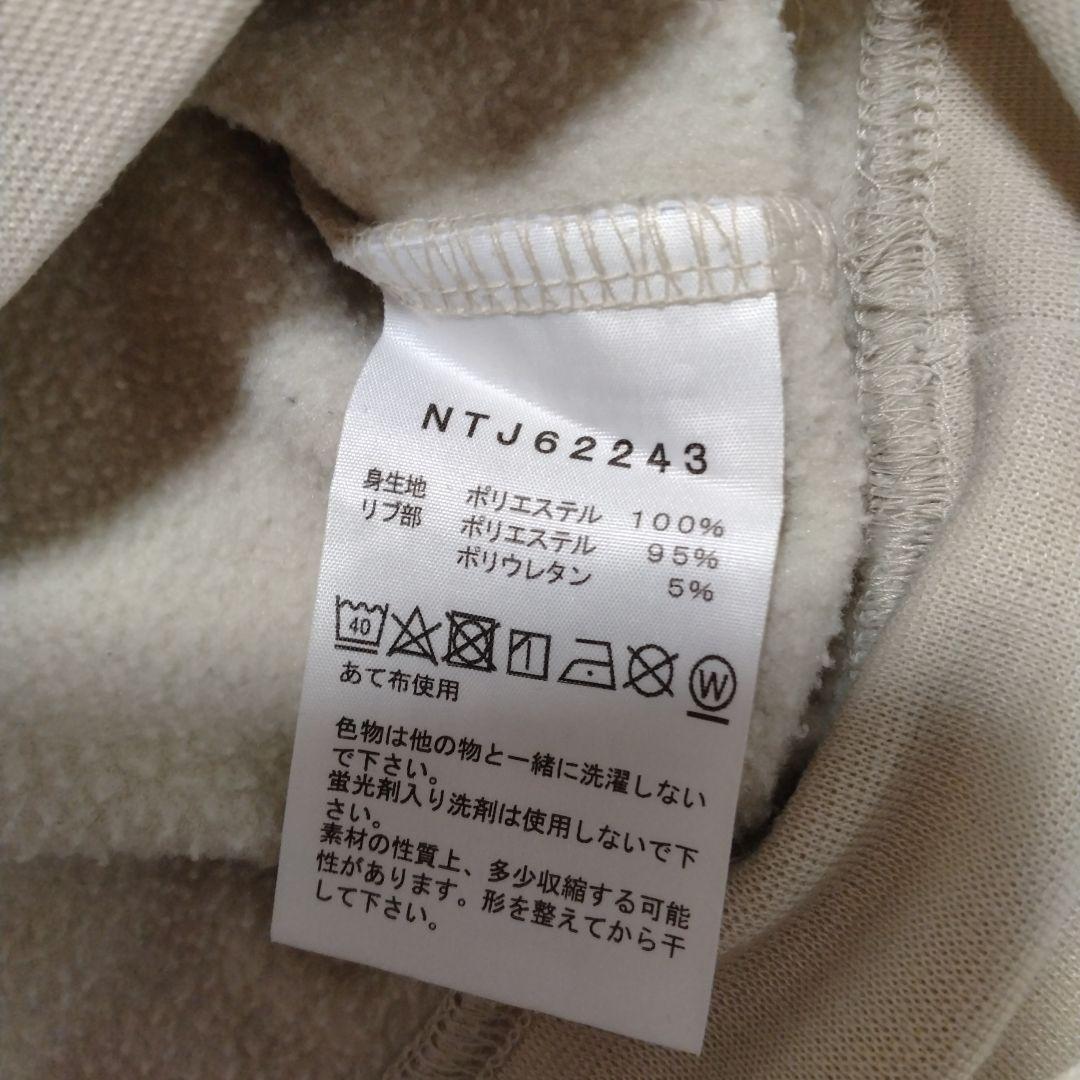 NTJ62243
身生地 ポリエステル 100%
リブ部 ポリエステル 95%
ポリウレタン 5%
40 W
あて布使用
色物は他の物と一緒に洗濯しない
で下さい。
蛍光剤入り洗剤は使用しないで下
さい。
素材の性質上、多少収縮する可能
性があります。形を整えてから干
して下さい。